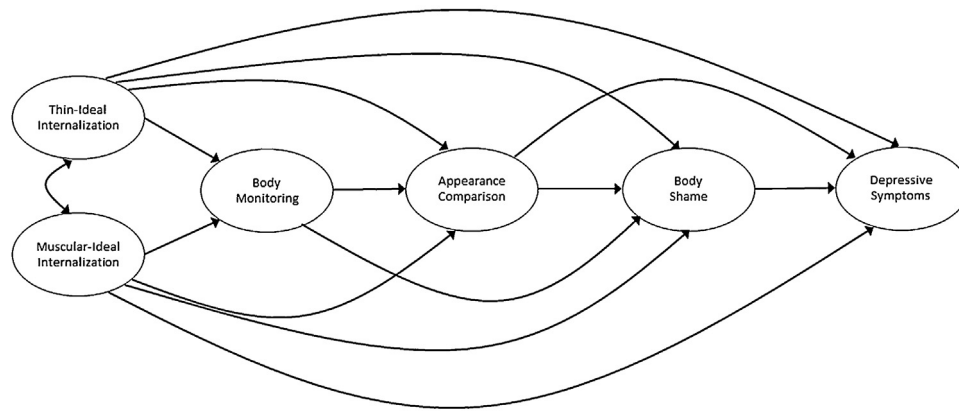 Thin-Ideal
Internalization
Body
Monitoring
Appearance
Comparison
Body
Shame
Depressive
Symptoms
Muscular-Ideal
Internalization